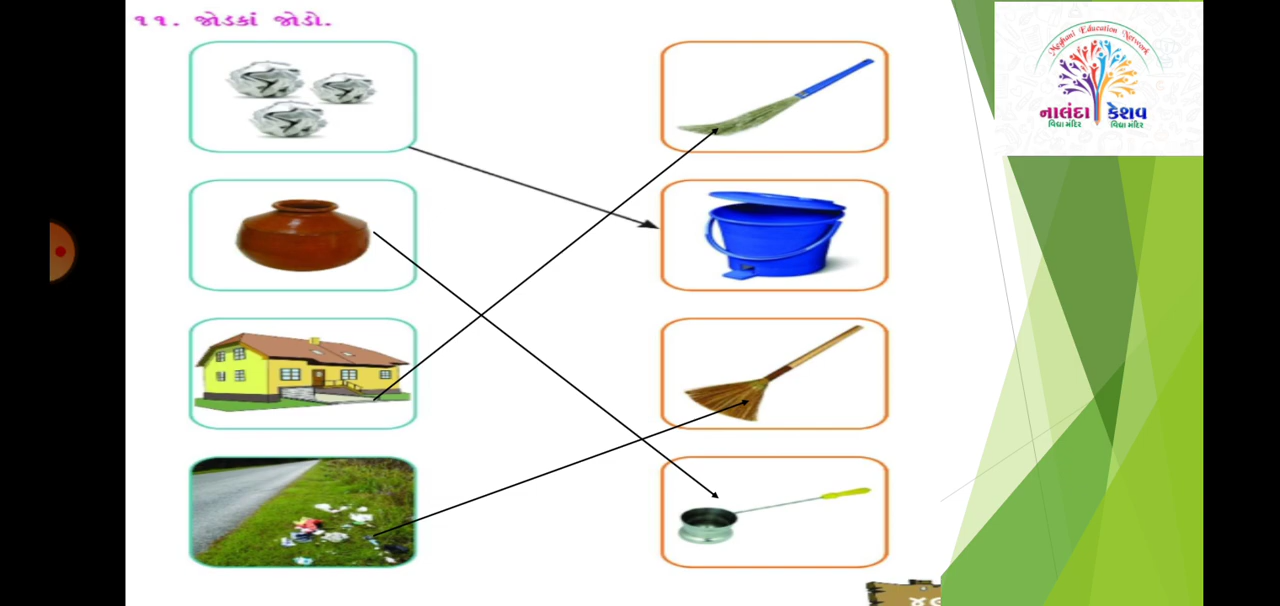 ૧૧. જોડકાં જોડો.
Meghani Education Network
નાલંદા કેશવ
વિદ્યા મંદિર વિદ્યા મંદિર